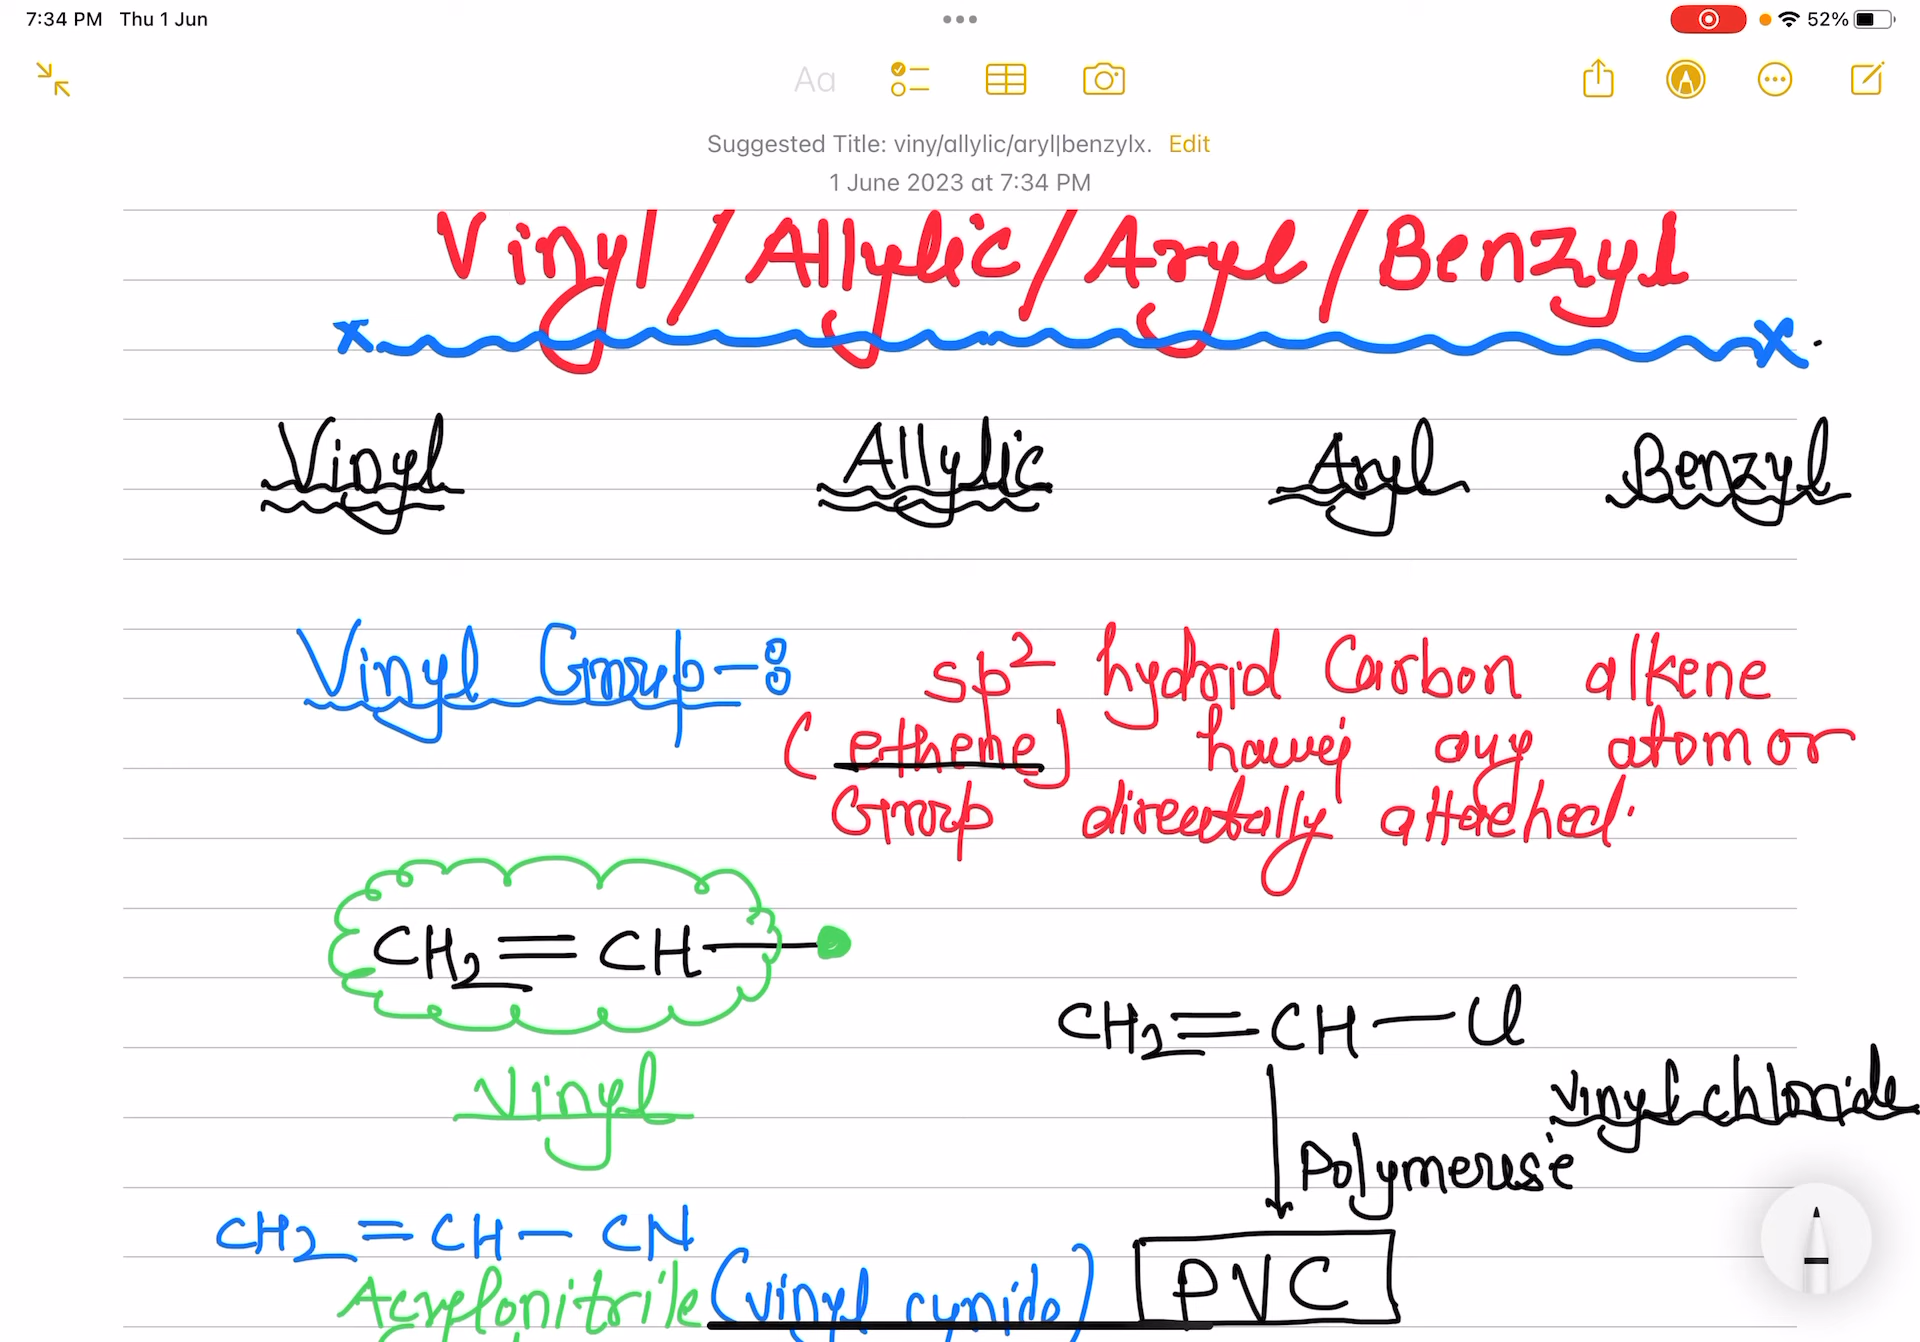 7:34 PM Thu 1 Jun
52%
Aa
Suggested Title: viny/allylic/aryl|benzylx. Edit
1 June 2023 at 7:34 PM
Vinyl / Allylic / Aryl / Benzyl
x x .
Vinyl Allylic Aryl Benzyl
Vinyl Group-: sp² hydrid Carbon alkene
(ethene) having any atom or
Group directally attached.
CH2=CH—
CH2=CH—Cl
Vinyl
vinyl chloride
Polymerise
CH2=CH-CN
PVC
Acrylonitrile (vinyl cynide)